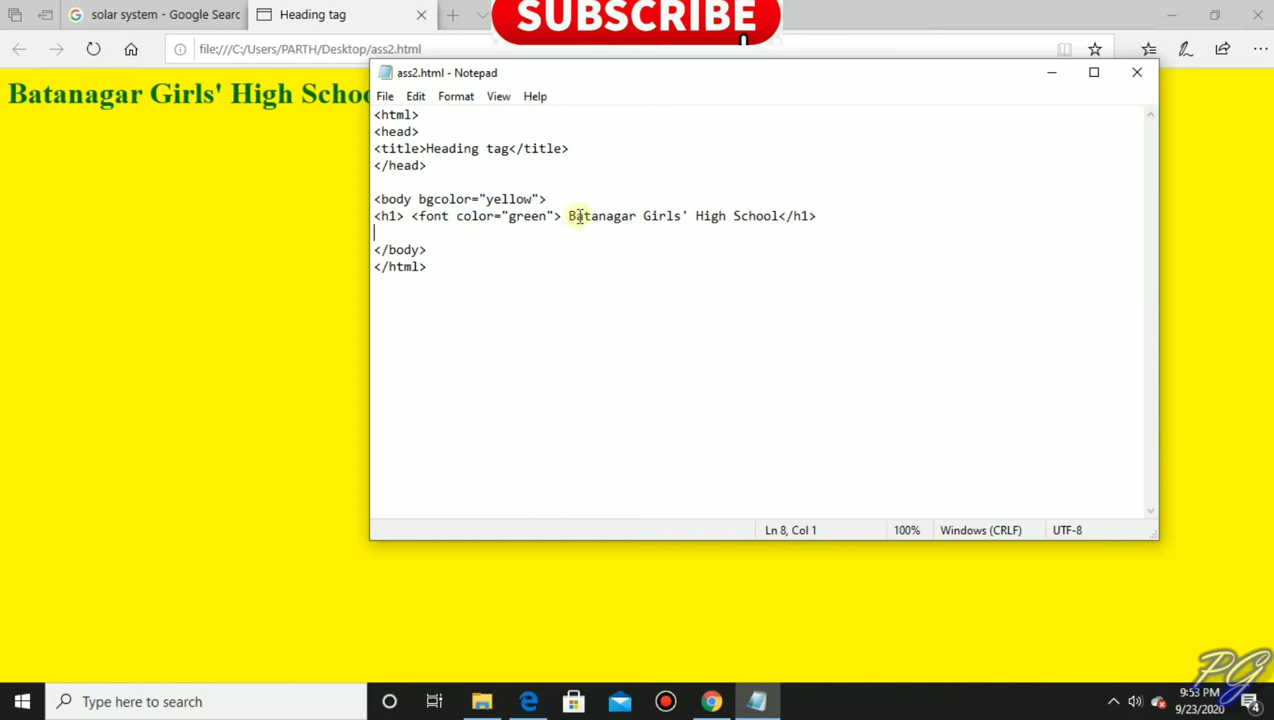 SUBSCRIBE
solar system - Google Searc
Heading tag
file:///C:/Users/PARTH/Desktop/ass2.html
Batanagar Girls' High Schoo
ass2.html - Notepad
File Edit Format View Help
<html>
<head>
<title>Heading tag</title>
</head>
<body bgcolor="yellow">
<h1> <font color="green"> Batanagar Girls' High School</h1>
</body>
</html>
Ln 8, Col 1 100% Windows (CRLF) UTF-8
PG
Type here to search
9:53 PM
9/23/2020
4